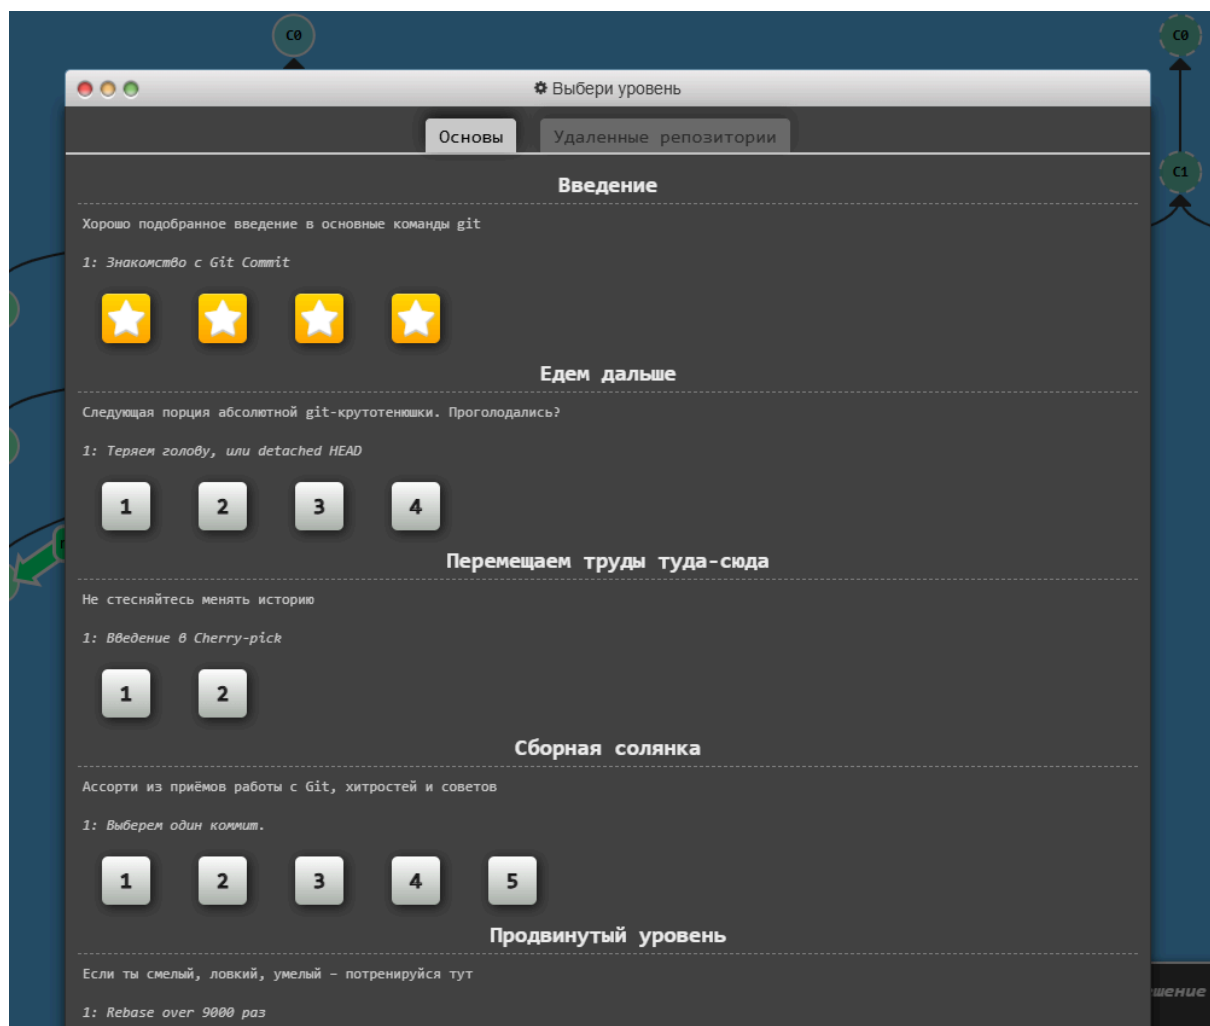 C0
C0
Выбери уровень
Основы
Удаленные репозитории
C1
Введение
Хорошо подобранное введение в основные команды git
1: Знакомство с Git Commit
Едем дальше
Следующая порция абсолютной git-крутотенюшки. Проголодались?
1: Теряем голову, или detached HEAD
1 2 3 4
Перемещаем труды туда-сюда
Не стесняйтесь менять историю
1: Введение в Cherry-pick
1 2
Сборная солянка
Ассорти из приёмов работы с Git, хитростей и советов
1: Выберем один коммит.
1 2 3 4 5
Продвинутый уровень
Если ты смелый, ловкий, умелый – потренируйся тут
1: Rebase over 9000 раз